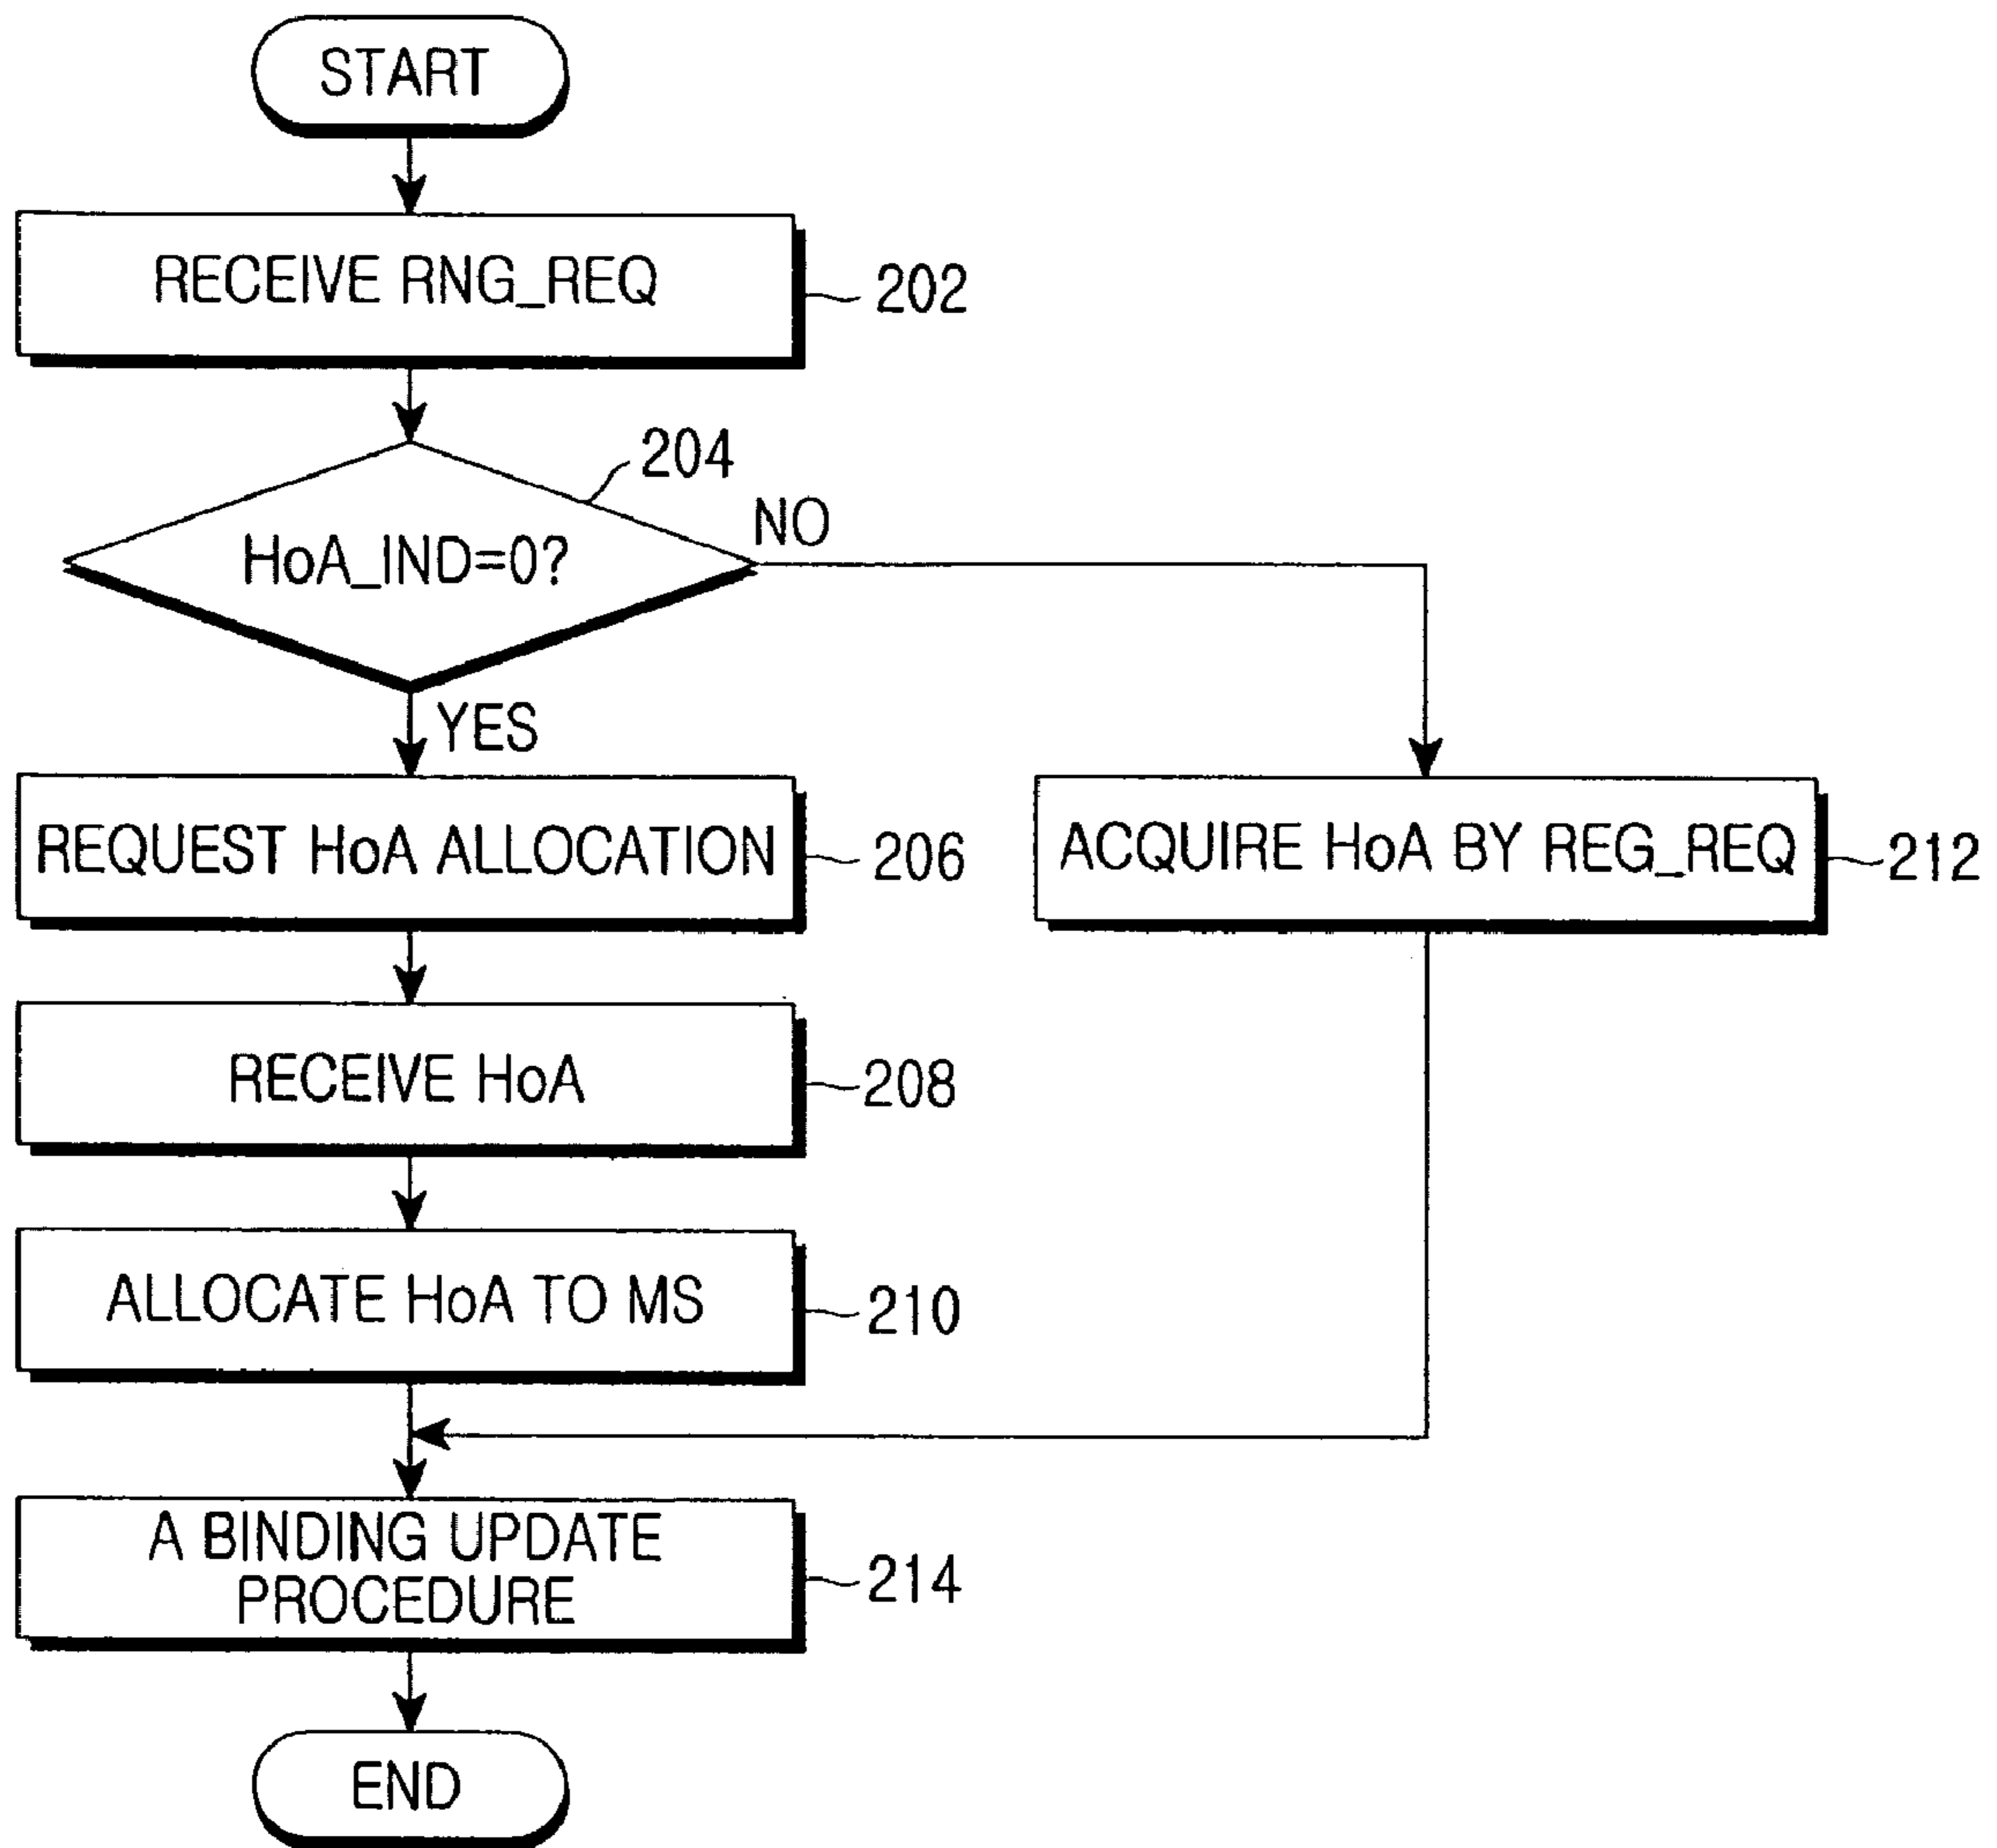 START
RECEIVE RNG_REQ
202
204
HoA_IND=0?
NO
YES
REQUEST HoA ALLOCATION
206
ACQUIRE HoA BY REG_REQ
212
RECEIVE HoA
208
ALLOCATE HoA TO MS
210
A BINDING UPDATE
PROCEDURE
214
END